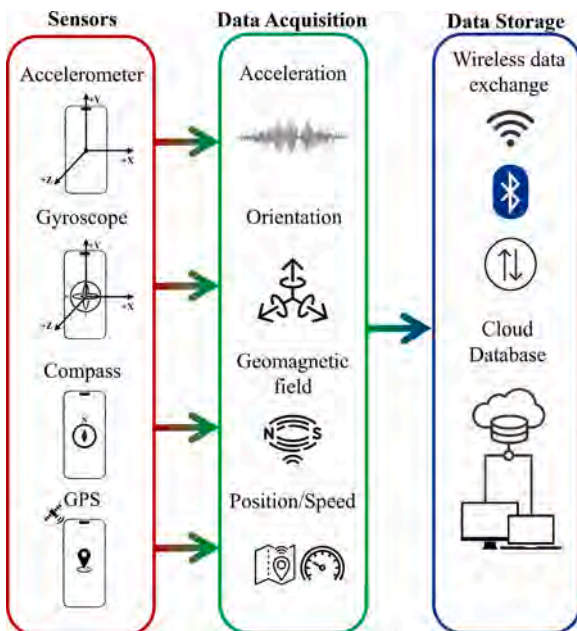 Sensors
Accelerometer
+Y
+X
+Z
Gyroscope
+Y
+X
+Z
Compass
N
GPS
Data Acquisition
Acceleration
Orientation
Geomagnetic
field
N S
Position/Speed
Data Storage
Wireless data
exchange
Cloud
Database